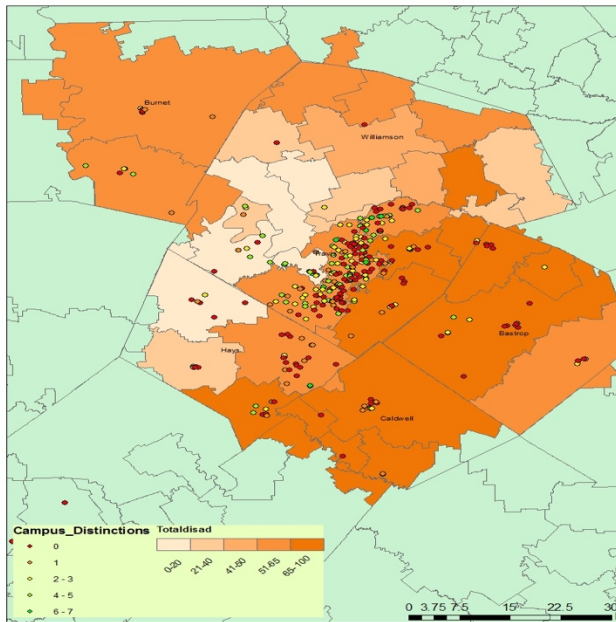 Burnet
Williamson
Hays
Bastrop
Caldwell
Campus_Distinctions
0
1
2 - 3
4 - 5
6 - 7
Totaldisad
0-20
21-40
41-50
51-65
65-100
0 3.75 7.5 15 22.5 30